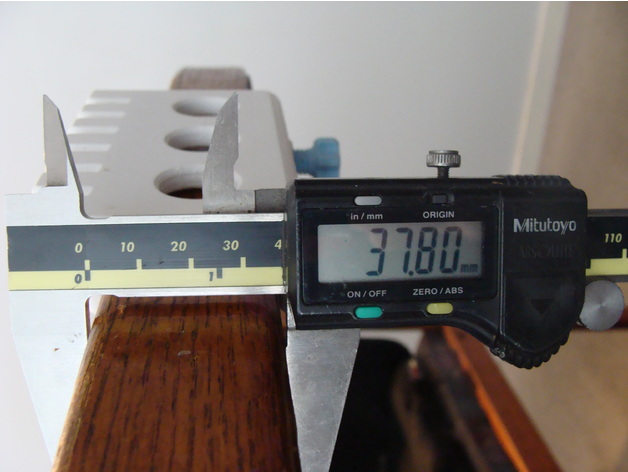 in / mm
ORIGIN
Mitutoyo
ABSOLUTE
0 10 20 30 4
110
37.80 mm
0 1
ON / OFF
ZERO / ABS